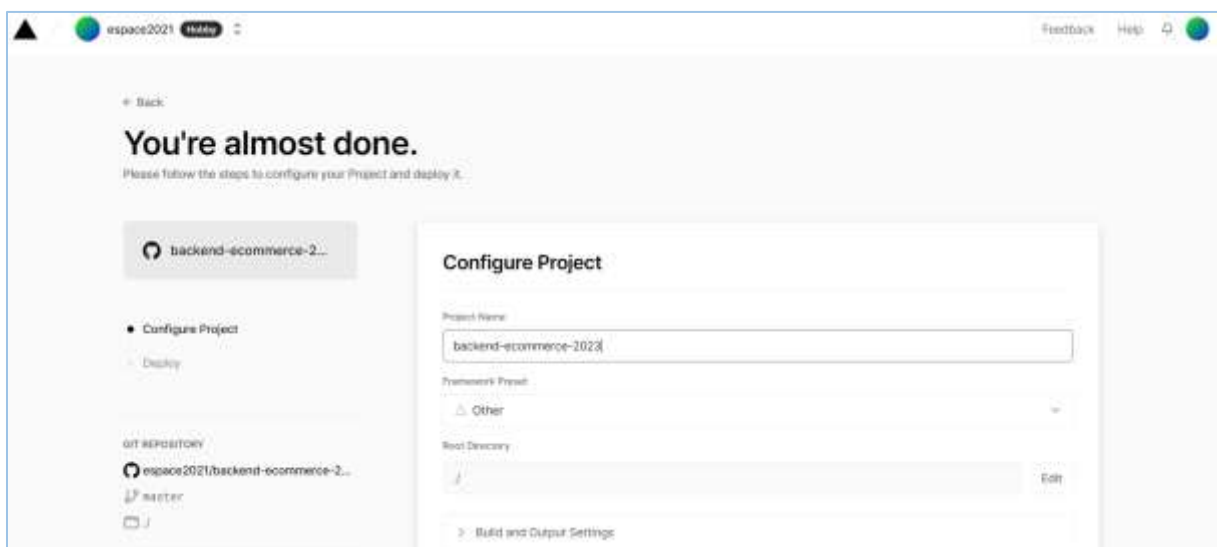 espace2021 Hobby
Feedback Help
← Back
You're almost done.
Please follow the steps to configure your Project and deploy it.
backend-ecommerce-2...
Configure Project
Deploy
GIT REPOSITORY
espace2021/backend-ecommerce-2...
master
./
Configure Project
Project Name
backend-ecommerce-2023
Framework Preset
Other
Root Directory
./
Edit
Build and Output Settings